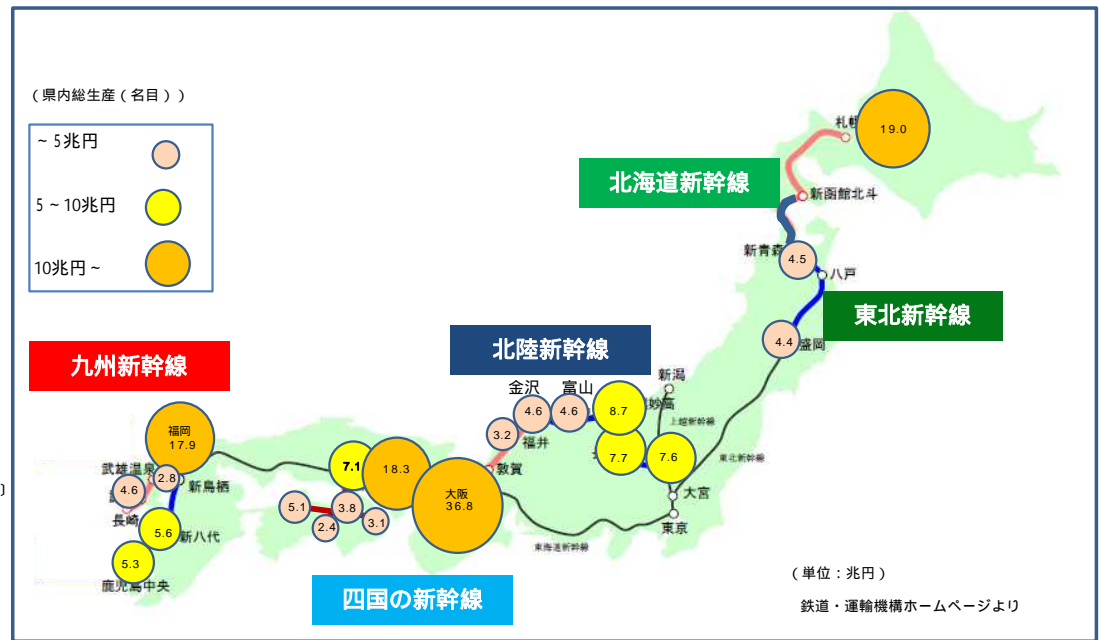 （県内総生産（名目））
～5兆円
5～10兆円
10兆円～
札幌
19.0
北海道新幹線
新函館北斗
新青森
4.5
八戸
東北新幹線
4.4
盛岡
九州新幹線
北陸新幹線
新潟
金沢
富山
4.6
4.6
8.7
妙高
上越新幹線
3.2
福井
7.7
7.6
東北新幹線
敦賀
大宮
東京
東海道新幹線
福岡
17.9
武雄温泉
2.8
新鳥栖
4.6
長崎
5.6
新八代
5.3
鹿児島中央
7.1
18.3
大阪
36.8
5.1
3.8
2.4
3.1
四国の新幹線
（単位：兆円）
鉄道・運輸機構ホームページより